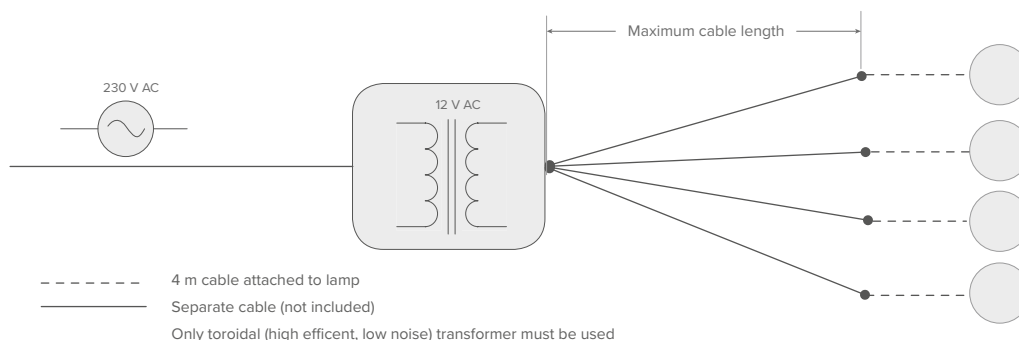 Maximum cable length
230 V AC
12 V AC
4 m cable attached to lamp
Separate cable (not included)
Only toroidal (high efficent, low noise) transformer must be used